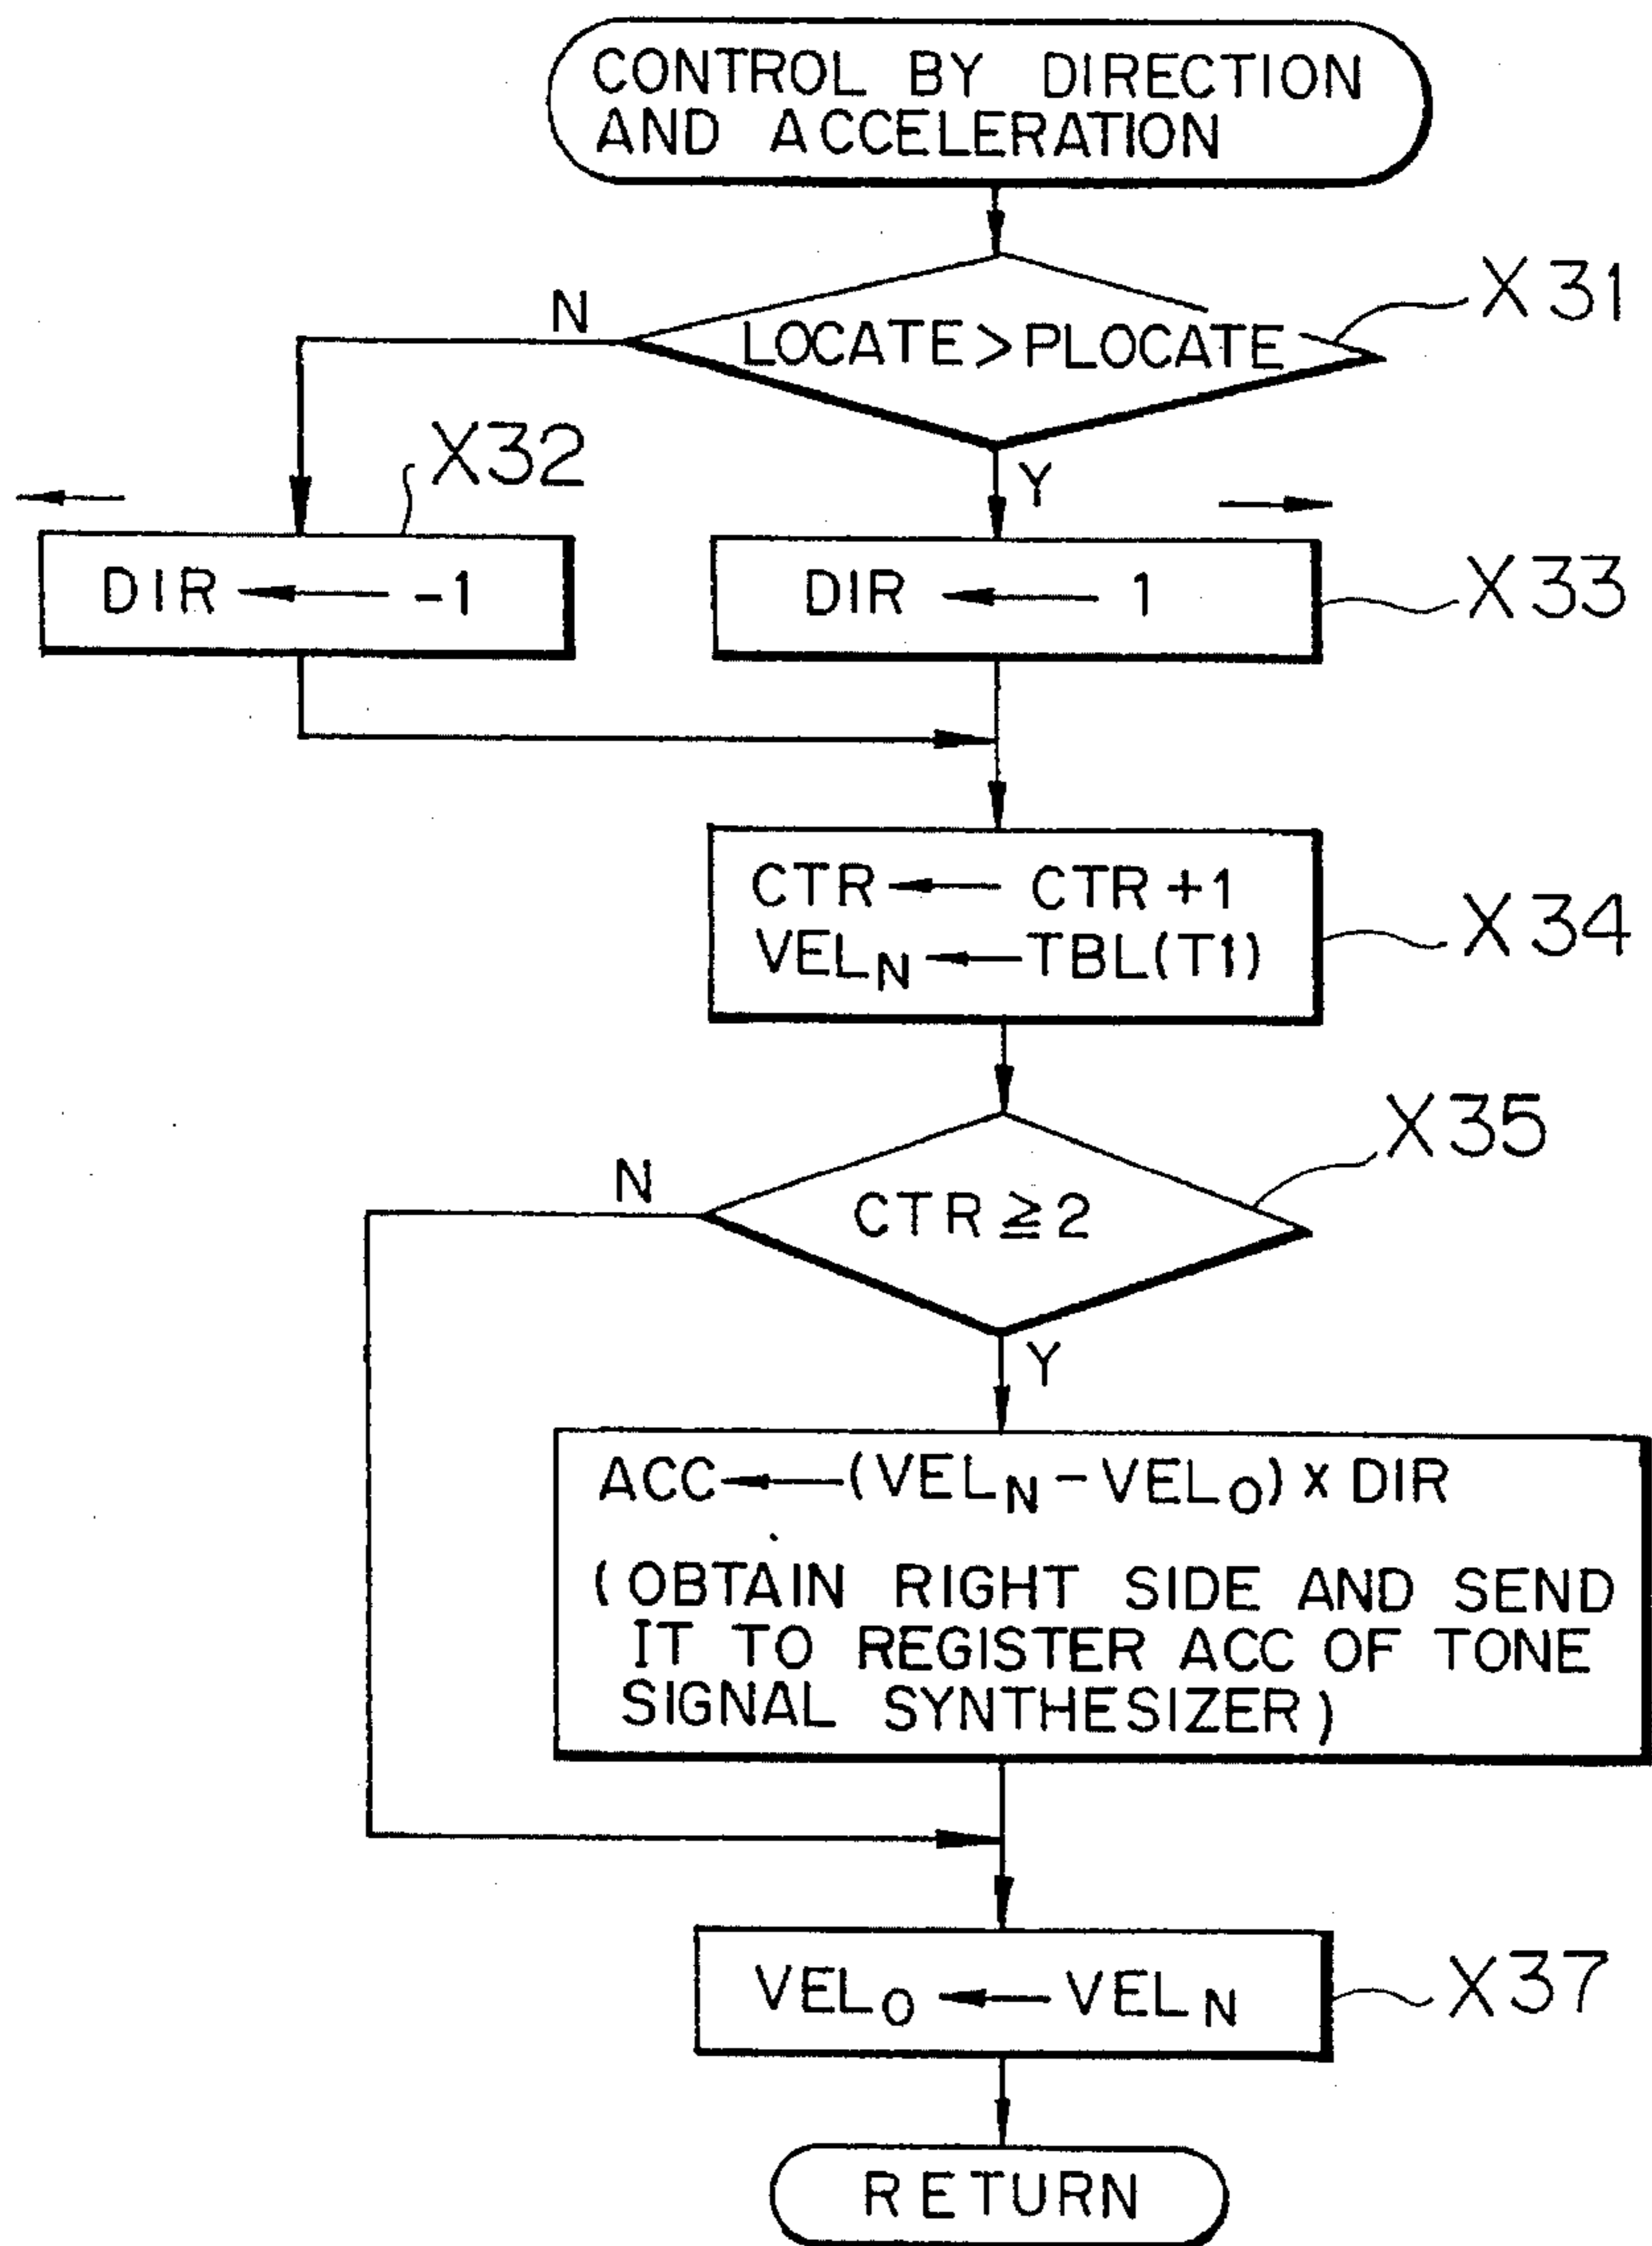 CONTROL BY DIRECTION
AND ACCELERATION
X31
N
LOCATE > PLOCATE
X32
Y
DIR ← -1
DIR ← 1
X33
CTR ← CTR + 1
VELN ← TBL(T1)
X34
X35
N
CTR ≧ 2
Y
ACC ← (VELN - VELO) x DIR
(OBTAIN RIGHT SIDE AND SEND
IT TO REGISTER ACC OF TONE
SIGNAL SYNTHESIZER)
VELO ← VELN
X37
RETURN